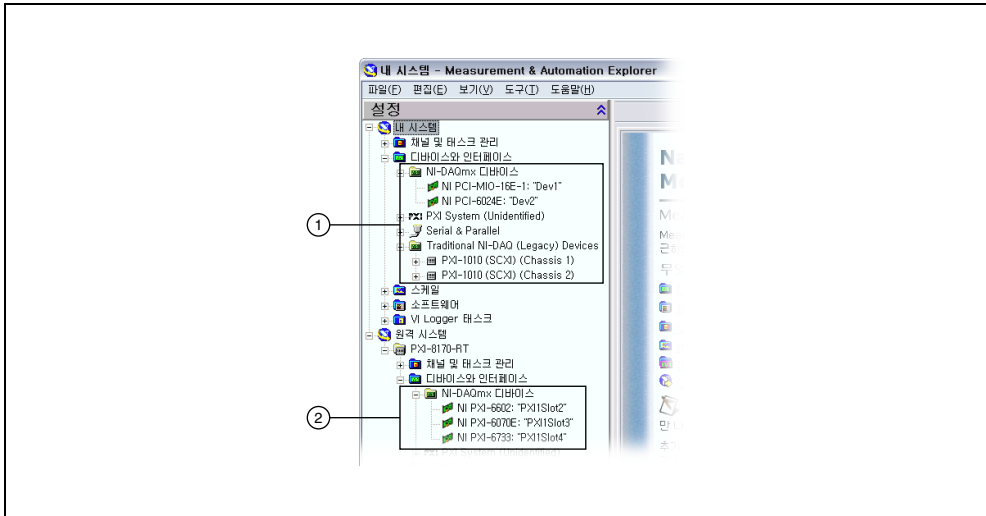 내 시스템 - Measurement & Automation Explorer
파일(F) 편집(E) 보기(V) 도구(T) 도움말(H)
설정
내 시스템
채널 및 태스크 관리
디바이스와 인터페이스
NI-DAQmx 디바이스
NI PCI-MIO-16E-1: "Dev1"
NI PCI-6024E: "Dev2"
1
PXI PXI System (Unidentified)
Serial & Parallel
Traditional NI-DAQ (Legacy) Devices
PXI-1010 (SCXI) (Chassis 1)
PXI-1010 (SCXI) (Chassis 2)
스케일
소프트웨어
VI Logger 태스크
원격 시스템
PXI-8170-RT
채널 및 태스크 관리
디바이스와 인터페이스
NI-DAQmx 디바이스
2
NI PXI-6602: "PXI1Slot2"
NI PXI-6070E: "PXI1Slot3"
NI PXI-6733: "PXI1Slot4"
PXI System (Unidentified)